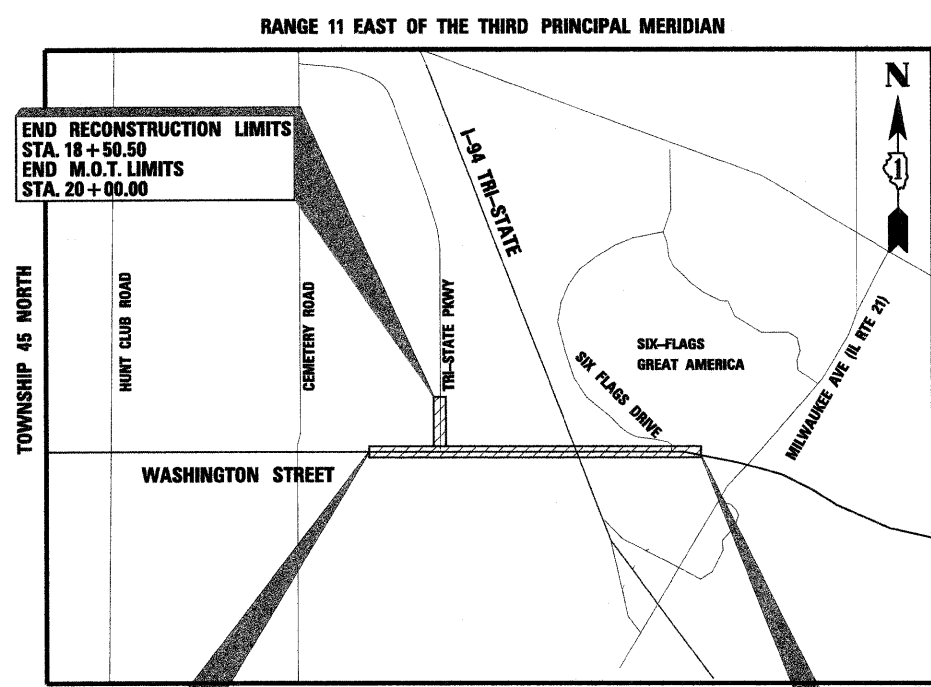 RANGE 11 EAST OF THE THIRD PRINCIPAL MERIDIAN
N
1
END RECONSTRUCTION LIMITS
STA. 18+50.50
END M.O.T. LIMITS
STA. 20+00.00
I-94 TRI-STATE
TOWNSHIP 45 NORTH
HUNT CLUB ROAD
CEMETERY ROAD
TRI-STATE PKWY
SIX-FLAGS
GREAT AMERICA
SIX FLAGS DRIVE
MILWAUKEE AVE (IL RTE 21)
WASHINGTON STREET